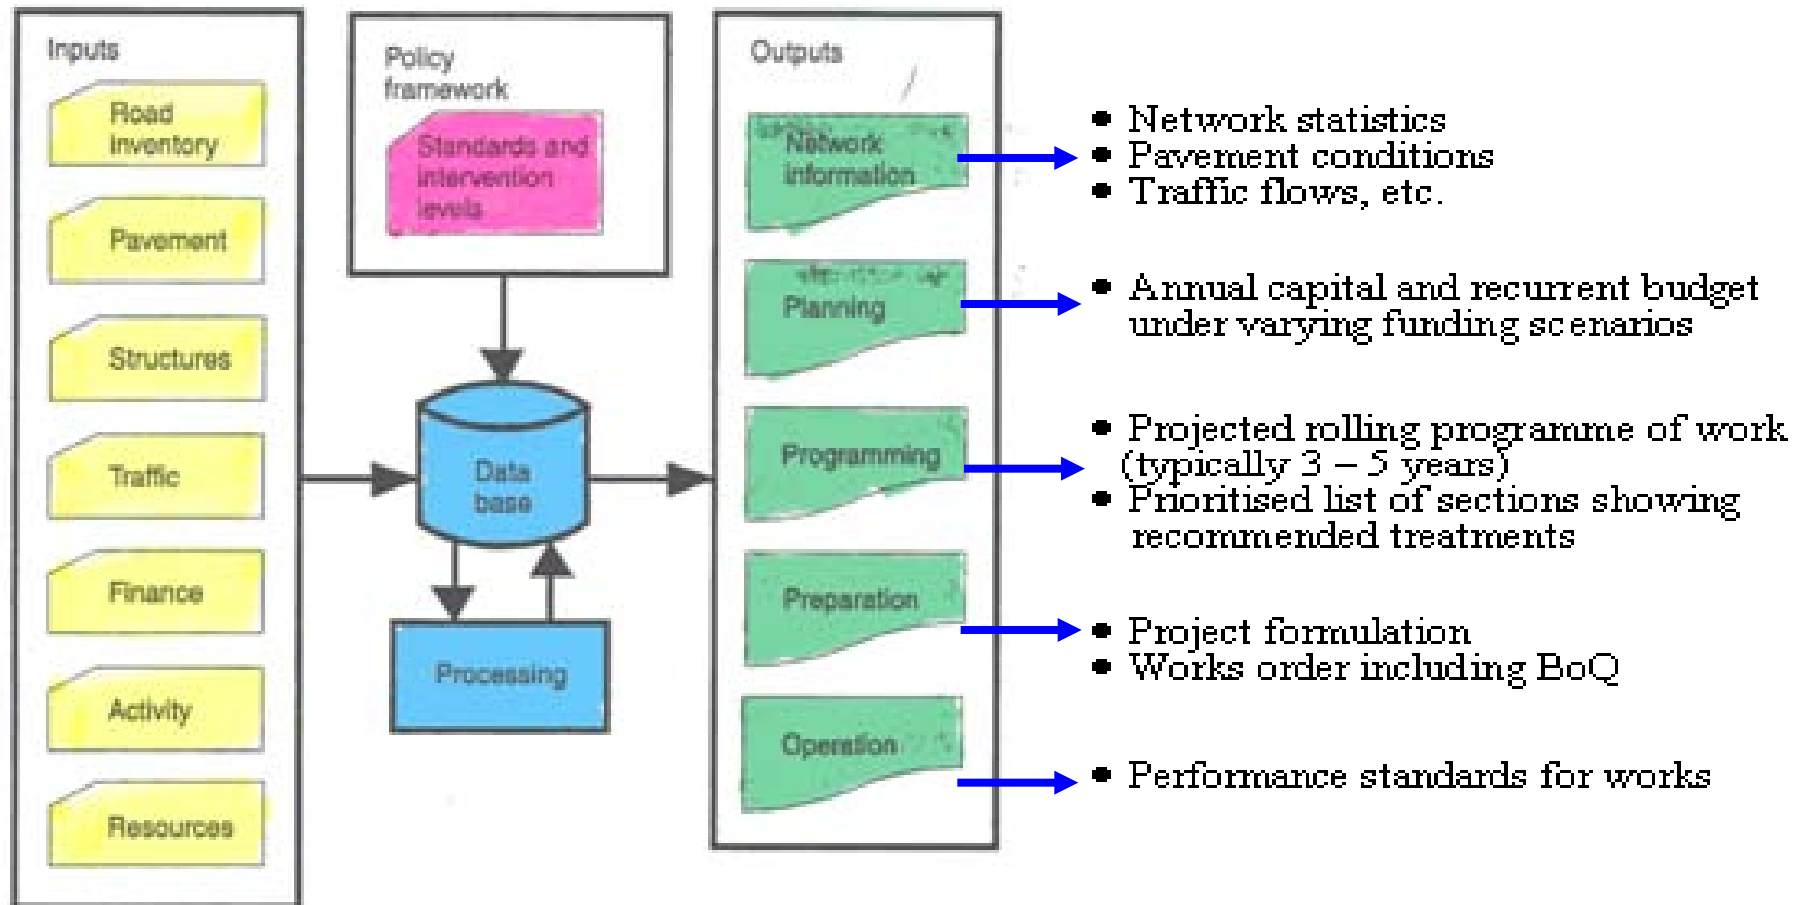 Inputs
Road
Inventory
Pavement
Structures
Traffic
Finance
Activity
Resources
Policy
framework
Standards and
intervention
levels
Data
base
Processing
Outputs
Network
information
Planning
Programming
Preparation
Operation
• Network statistics
• Pavement conditions
• Traffic flows, etc.
• Annual capital and recurrent budget
under varying funding scenarios
• Projected rolling programme of work
(typically 3 – 5 years)
• Prioritised list of sections showing
recommended treatments
• Project formulation
• Works order including BoQ
• Performance standards for works